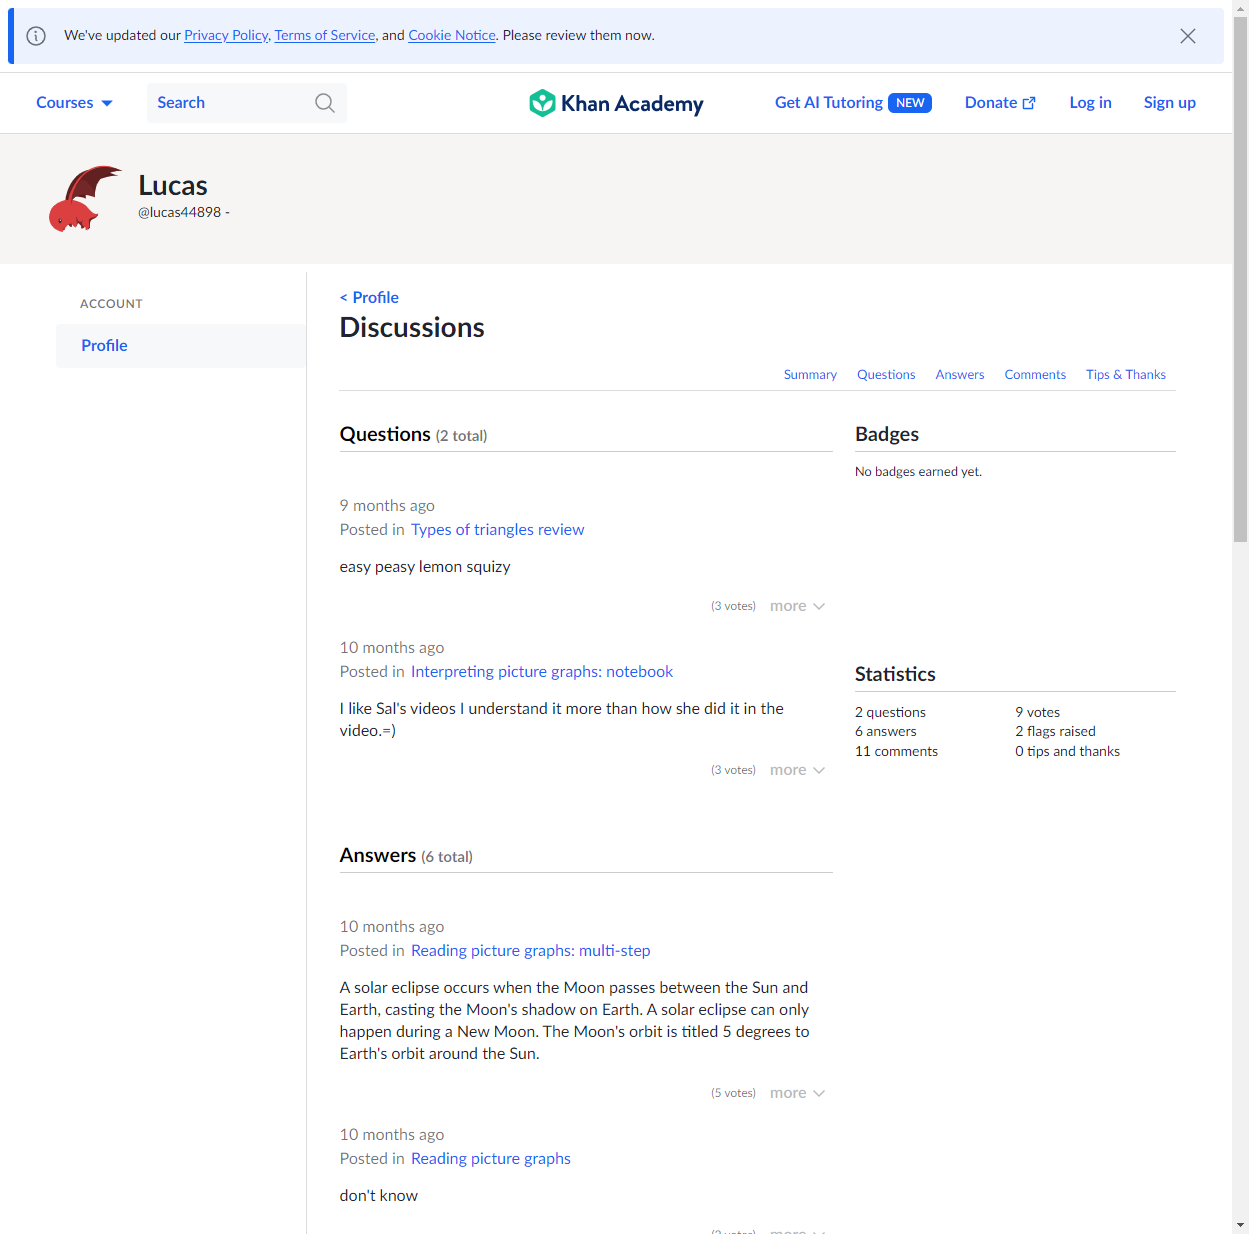 We've updated our Privacy Policy, Terms of Service, and Cookie Notice. Please review them now.
Courses
Search
Khan Academy
Get AI Tutoring NEW
Donate
Log in
Sign up
Lucas
@lucas44898 -
ACCOUNT
Profile
< Profile
Discussions
Summary Questions Answers Comments Tips & Thanks
Questions (2 total)
9 months ago
Posted in Types of triangles review
easy peasy lemon squizy
(3 votes) more
10 months ago
Posted in Interpreting picture graphs: notebook
I like Sal's videos I understand it more than how she did it in the
video.=)
(3 votes) more
Answers (6 total)
10 months ago
Posted in Reading picture graphs: multi-step
A solar eclipse occurs when the Moon passes between the Sun and
Earth, casting the Moon's shadow on Earth. A solar eclipse can only
happen during a New Moon. The Moon's orbit is titled 5 degrees to
Earth's orbit around the Sun.
(5 votes) more
10 months ago
Posted in Reading picture graphs
don't know
Badges
No badges earned yet.
Statistics
2 questions
6 answers
11 comments
9 votes
2 flags raised
0 tips and thanks